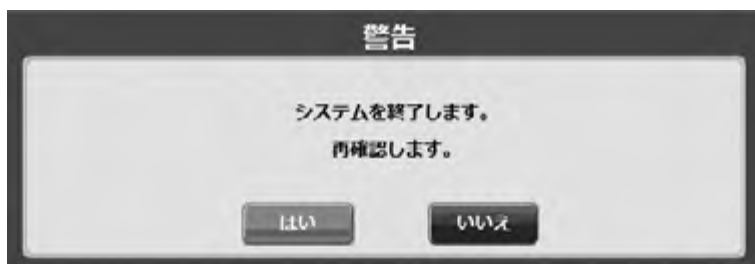 警告
システムを終了します。
再確認します。
はい
いいえ